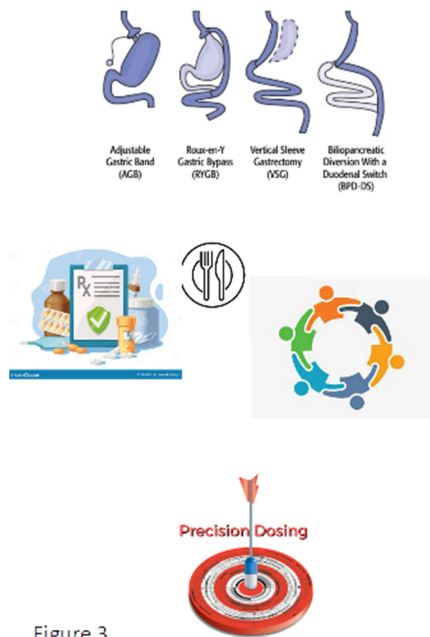 Adjustable
Gastric Band
(AGB)
Roux-en-Y
Gastric Bypass
(RYGB)
Vertical Sleeve
Gastrectomy
(VSG)
Biliopancreatic
Diversion With a
Duodenal Switch
(BPD-DS)
Rx
Precision Dosing
Figure 3